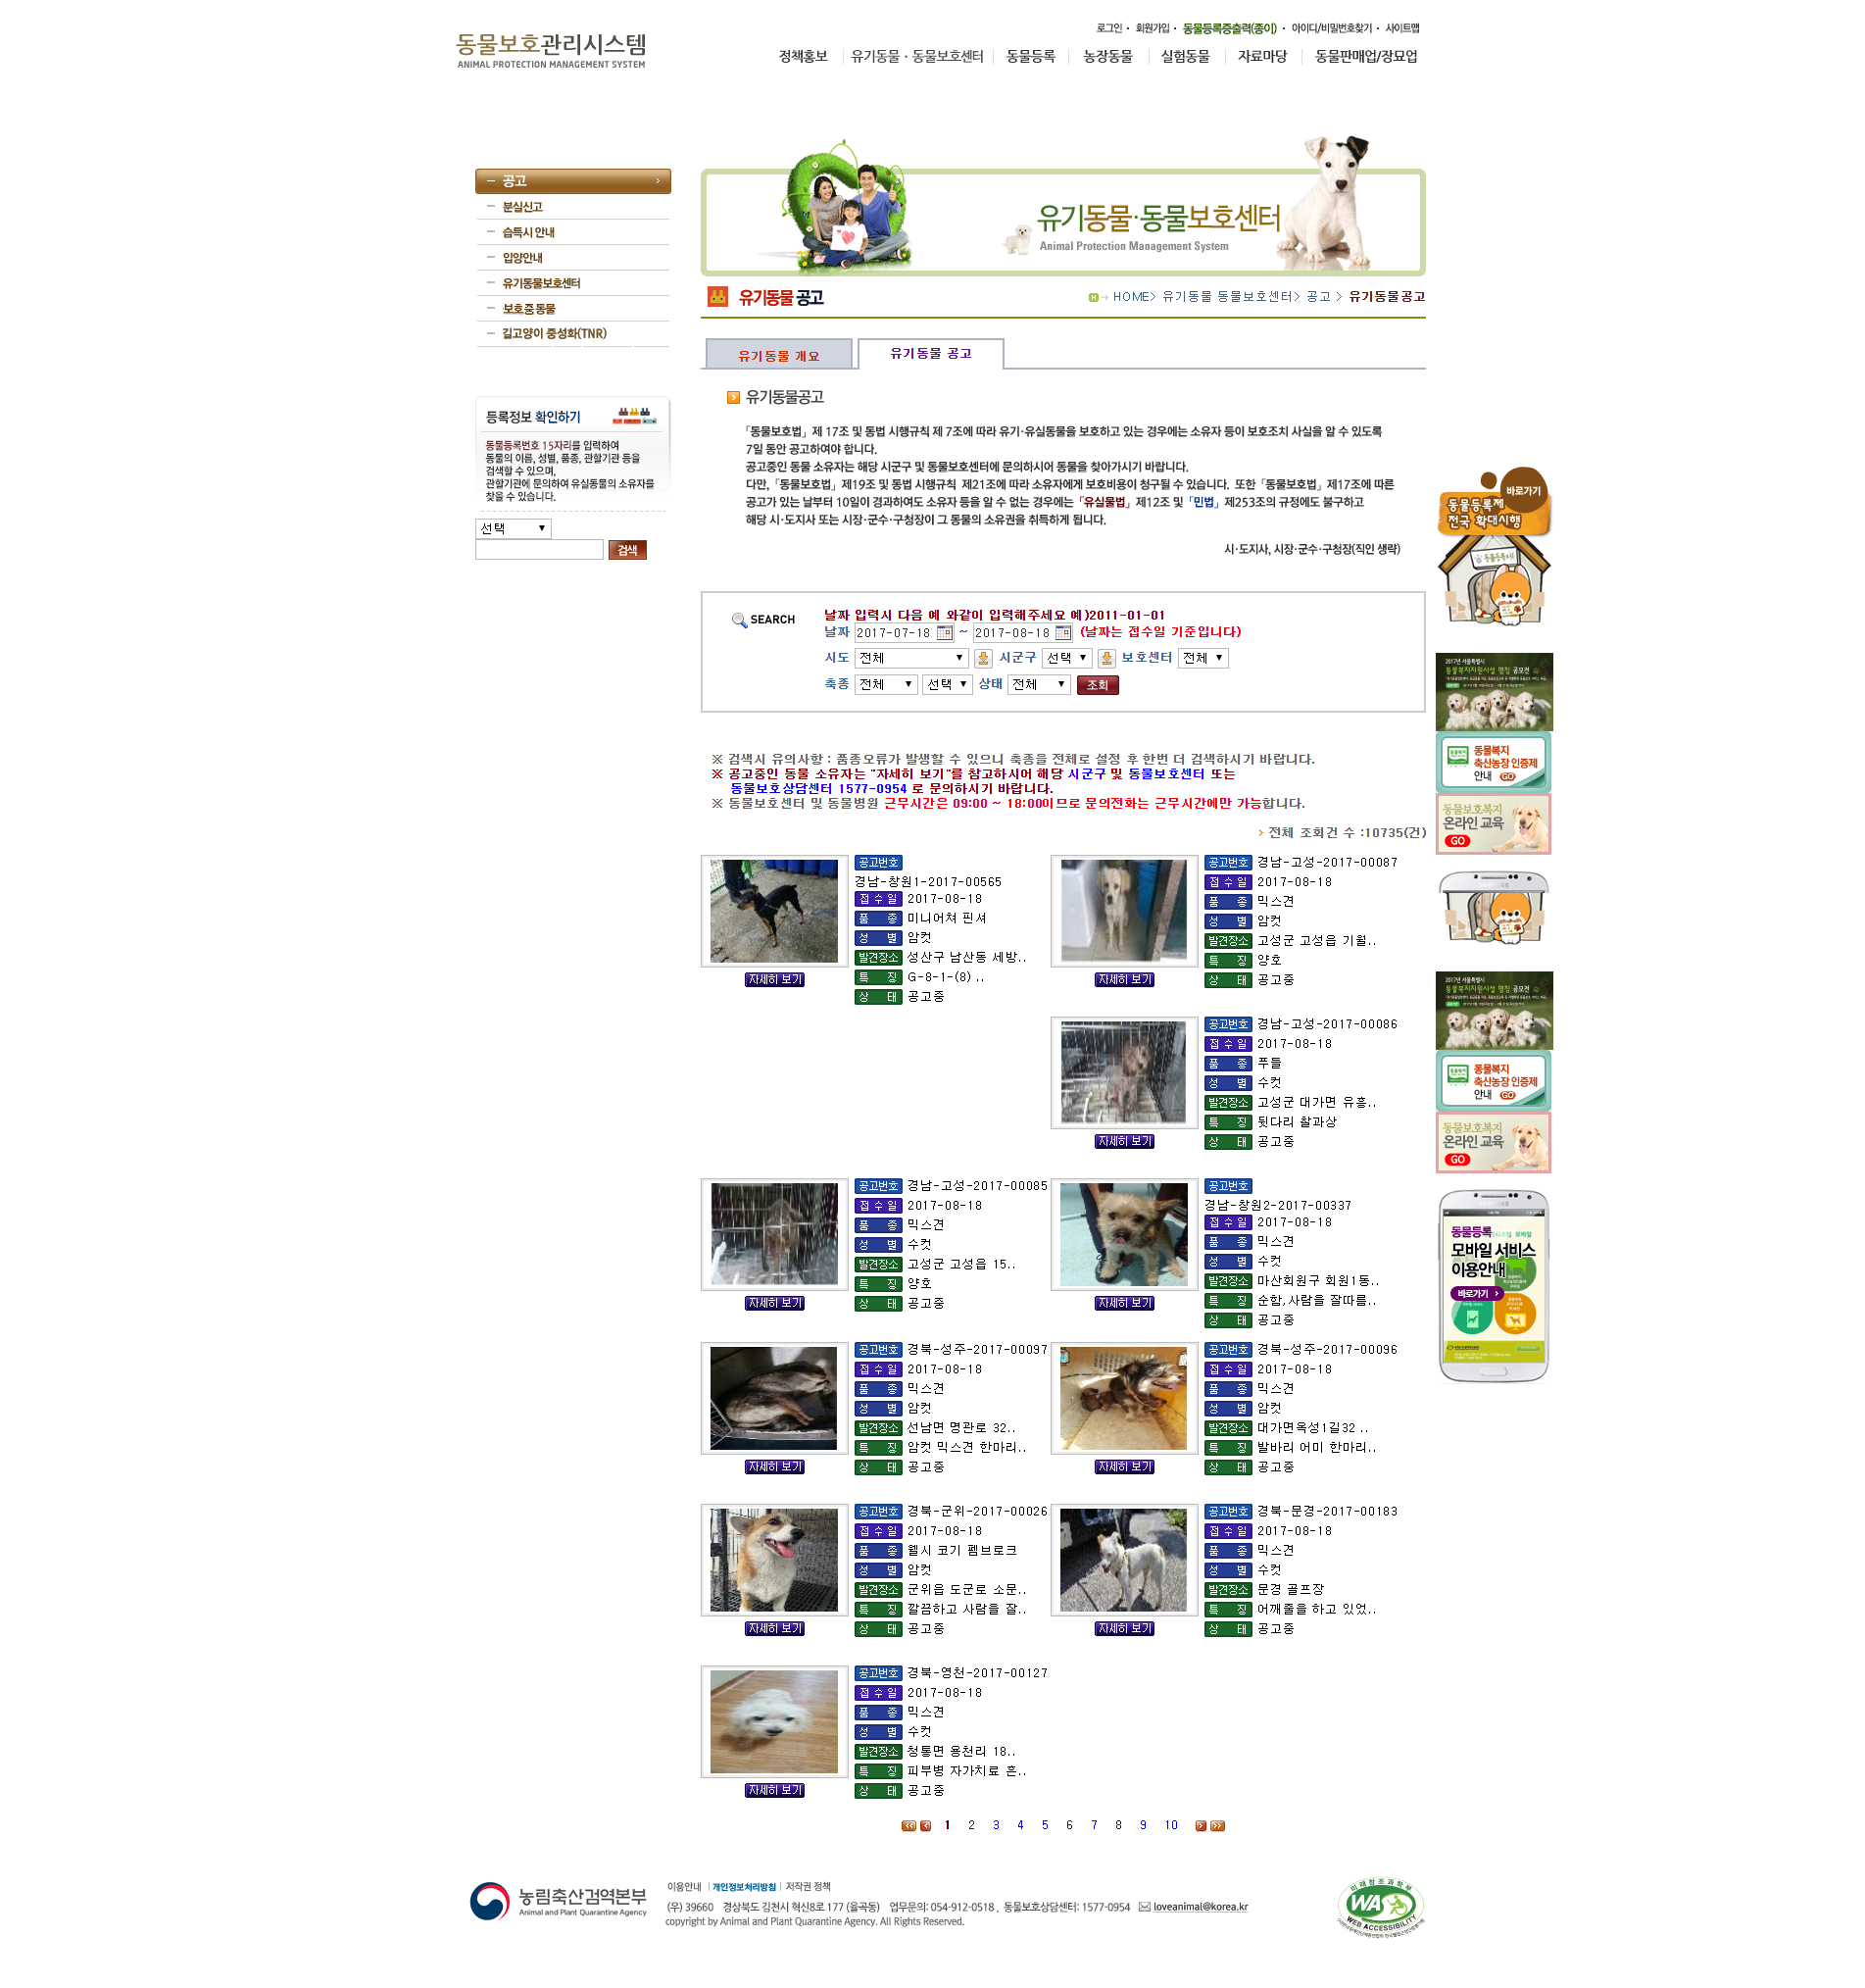 로그인 • 회원가입 • 동물등록증출력(종이) • 아이디/비밀번호찾기 • 사이트맵
동물보호관리시스템
ANIMAL PROTECTION MANAGEMENT SYSTEM
정책홍보 유기동물 · 동물보호센터 동물등록 농장동물 실험동물 자료마당 동물판매업/장묘업
공고
분실신고
습득시 안내
입양안내
유기동물보호센터
보호중동물
길고양이 중성화(TNR)
유기동물·동물보호센터
Animal Protection Management System
유기동물 공고
HOME> 유기동물 동물보호센터> 공고 > 유기동물공고
유기동물 개요
유기동물 공고
등록정보 확인하기
동물등록번호 15자리를 입력하여
동물의 이름, 성별, 품종, 관할기관 등을
검색할 수 있으며,
관할기관에 문의하여 유실동물의 소유자를
찾을 수 있습니다.
선택
검색
유기동물공고
「동물보호법」제 17조 및 동법 시행규칙 제 7조에 따라 유기·유실동물을 보호하고 있는 경우에는 소유자 등이 보호조치 사실을 알 수 있도록
7일 동안 공고하여야 합니다.
공고중인 동물 소유자는 해당 시군구 및 동물보호센터에 문의하시어 동물을 찾아가시기 바랍니다.
다만,「동물보호법」제19조 및 동법 시행규칙 제21조에 따라 소유자에게 보호비용이 청구될 수 있습니다. 또한「동물보호법」제17조에 따른
공고가 있는 날부터 10일이 경과하여도 소유자 등을 알 수 없는 경우에는「유실물법」제12조 및「민법」제253조의 규정에도 불구하고
해당 시·도지사 또는 시장·군수·구청장이 그 동물의 소유권을 취득하게 됩니다.
시·도지사, 시장·군수·구청장(직인 생략)
SEARCH
날짜 입력시 다음 예 와같이 입력해주세요 예)2011-01-01
날짜 2017-07-18 ~ 2017-08-18 (날짜는 접수일 기준입니다)
시도 전체 시군구 선택 보호센터 전체
축종 전체 선택 상태 전체 조회
※ 검색시 유의사항 : 품종오류가 발생할 수 있으니 축종을 전체로 설정 후 한번 더 검색하시기 바랍니다.
※ 공고중인 동물 소유자는 "자세히 보기"를 참고하시어 해당 시군구 및 동물보호센터 또는
동물보호상담센터 1577-0954 로 문의하시기 바랍니다.
※ 동물보호센터 및 동물병원 근무시간은 09:00 ~ 18:00이므로 문의전화는 근무시간에만 가능합니다.
전체 조회건 수 :10735(건)
공고번호
경남-창원1-2017-00565
접 수 일 2017-08-18
품 종 미니어쳐 핀셔
성 별 암컷
발견장소 성산구 남산동 세방..
특 징 G-8-1-(8) ..
상 태 공고중
자세히 보기
공고번호 경남-고성-2017-00087
접 수 일 2017-08-18
품 종 믹스견
성 별 암컷
발견장소 고성군 고성읍 기월..
특 징 양호
상 태 공고중
자세히 보기
공고번호 경남-고성-2017-00086
접 수 일 2017-08-18
품 종 푸들
성 별 수컷
발견장소 고성군 대가면 유흥..
특 징 뒷다리 찰과상
상 태 공고중
자세히 보기
공고번호 경남-고성-2017-00085
접 수 일 2017-08-18
품 종 믹스견
성 별 수컷
발견장소 고성군 고성읍 15..
특 징 양호
상 태 공고중
자세히 보기
공고번호
경남-창원2-2017-00337
접 수 일 2017-08-18
품 종 믹스견
성 별 수컷
발견장소 마산회원구 회원1동..
특 징 순함,사람을 잘따름..
상 태 공고중
자세히 보기
공고번호 경북-성주-2017-00097
접 수 일 2017-08-18
품 종 믹스견
성 별 암컷
발견장소 선남면 명관로 32..
특 징 암컷 믹스견 한마리..
상 태 공고중
자세히 보기
공고번호 경북-성주-2017-00096
접 수 일 2017-08-18
품 종 믹스견
성 별 암컷
발견장소 대가면옥성1길32 ..
특 징 발바리 어미 한마리..
상 태 공고중
자세히 보기
공고번호 경북-군위-2017-00026
접 수 일 2017-08-18
품 종 웰시 코기 펨브로크
성 별 암컷
발견장소 군위읍 도군로 소문..
특 징 깔끔하고 사람을 잘..
상 태 공고중
자세히 보기
공고번호 경북-문경-2017-00183
접 수 일 2017-08-18
품 종 믹스견
성 별 수컷
발견장소 문경 골프장
특 징 어깨줄을 하고 있었..
상 태 공고중
자세히 보기
공고번호 경북-영천-2017-00127
접 수 일 2017-08-18
품 종 믹스견
성 별 수컷
발견장소 청통면 용천리 18..
특 징 피부병 자가치료 흔..
상 태 공고중
자세히 보기
1 2 3 4 5 6 7 8 9 10
바로가기
동물등록제
전국 확대시행
동물등록제
2017년 서울특별시
동물복지지원시설 명칭 공모전
동물복지
축산농장 인증제
안내 GO
동물보호복지
온라인 교육
GO
2017년 서울특별시
동물복지지원시설 명칭 공모전
동물복지
축산농장 인증제
안내 GO
동물보호복지
온라인 교육
GO
동물등록 모바일
모바일 서비스
이용안내
바로가기
농림축산검역본부
Animal and Plant Quarantine Agency
이용안내 | 개인정보처리방침 | 저작권 정책
(우) 39660 경상북도 김천시 혁신8로 177 (율곡동) 업무문의: 054-912-0518 , 동물보호상담센터: 1577-0954 loveanimal@korea.kr
copyright by Animal and Plant Quarantine Agency. All Rights Reserved.
미래창조과학부
WA
WEB ACCESSIBILITY